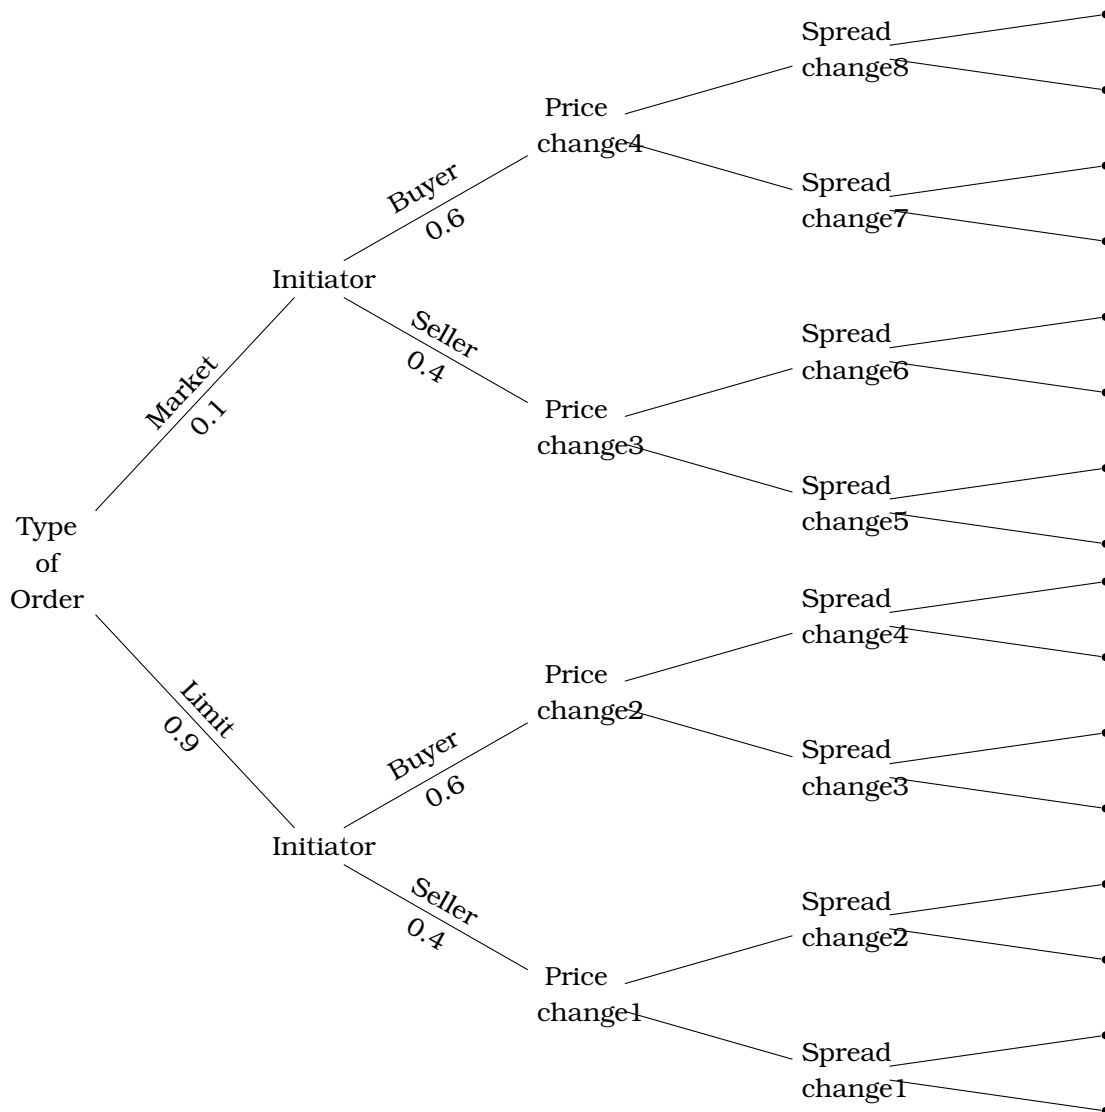 Spread
change8
Price
change4
Buyer
0.6
Spread
change7
Initiator
Seller
0.4
Spread
change6
Market
0.1
Price
change3
Spread
change5
Type
of
Order
Spread
change4
Limit
0.9
Price
change2
Buyer
0.6
Spread
change3
Initiator
Seller
0.4
Spread
change2
Price
change1
Spread
change1